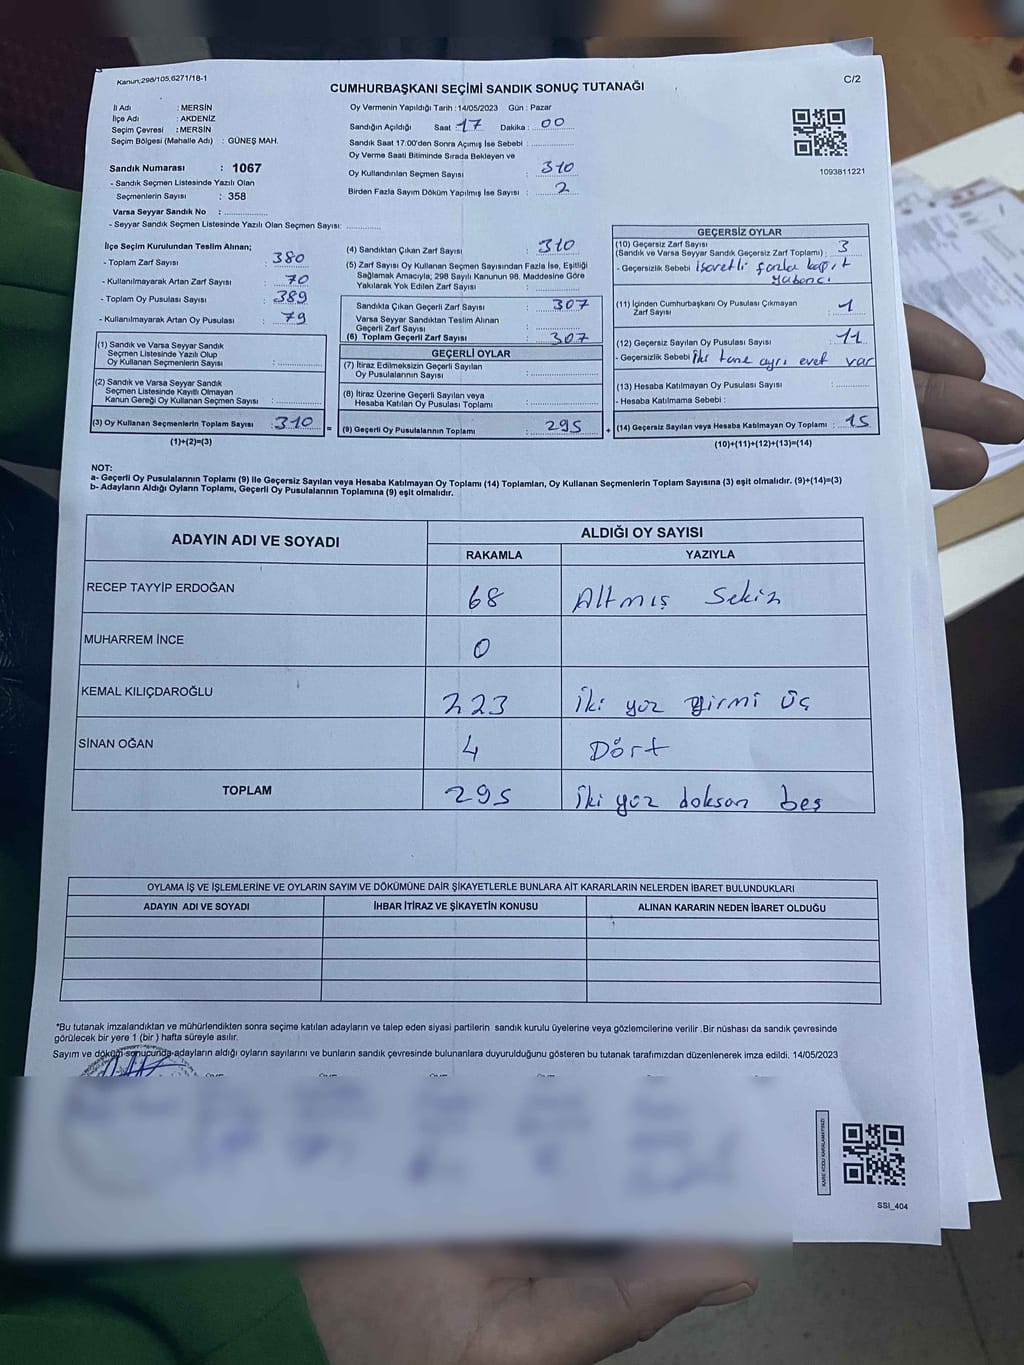 Kanun:298/105,6271/18-1
C/2
CUMHURBAŞKANI SEÇİMİ SANDIK SONUÇ TUTANAĞI
İl Adı : MERSİN
İlçe Adı : AKDENİZ
Seçim Çevresi : MERSİN
Seçim Bölgesi (Mahalle Adı) : GÜNEŞ MAH.
Sandık Numarası : 1067
- Sandık Seçmen Listesinde Yazılı Olan
Seçmenlerin Sayısı : 358
Varsa Seyyar Sandık No : ................
- Seyyar Sandık Seçmen Listesinde Yazılı Olan Seçmen Sayısı: ............
Oy Vermenin Yapıldığı Tarih : 14/05/2023 Gün : Pazar
Sandığın Açıldığı Saat 17 Dakika : 00
Sandık Saat 17:00'den Sonra Açımış İse Sebebi : ................
Oy Verme Saati Bitiminde Sırada Bekleyen ve
Oy Kullandırılan Seçmen Sayısı : 310
Birden Fazla Sayım Döküm Yapılmış İse Sayısı : 2
1093811221
İlçe Seçim Kurulundan Teslim Alınan;
- Toplam Zarf Sayısı : 380
- Kullanılmayarak Artan Zarf Sayısı : 70
- Toplam Oy Pusulası Sayısı : 389
- Kullanılmayarak Artan Oy Pusulası : 79
(1) Sandık ve Varsa Seyyar Sandık
Seçmen Listesinde Yazılı Olup
Oy Kullanan Seçmenlerin Sayısı : ............
(2) Sandık ve Varsa Seyyar Sandık
Seçmen Listesinde Kayıtlı Olmayan
Kanun Gereği Oy Kullanan Seçmen Sayısı : ............
(3) Oy Kullanan Seçmenlerin Toplam Sayısı : 310
(1)+(2)=(3)
(4) Sandıktan Çıkan Zarf Sayısı : 310
(5) Zarf Sayısı Oy Kullanan Seçmen Sayısından Fazla İse, Eşitliği
Sağlamak Amacıyla; 298 Sayılı Kanunun 98. Maddesine Göre
Yakılarak Yok Edilen Zarf Sayısı : ............
Sandıkta Çıkan Geçerli Zarf Sayısı : 307
Varsa Seyyar Sandıktan Teslim Alınan
Geçerli Zarf Sayısı : ............
(6) Toplam Geçerli Zarf Sayısı : 307
GEÇERLİ OYLAR
(7) İtiraz Edilmeksizin Geçerli Sayılan
Oy Pusulalarının Sayısı : ............
(8) İtiraz Üzerine Geçerli Sayılan veya
Hesaba Katılan Oy Pusulası Toplamı : ............
= (9) Geçerli Oy Pusulalarının Toplamı : 295
GEÇERSİZ OYLAR
(10) Geçersiz Zarf Sayısı
(Sandık ve Varsa Seyyar Sandık Geçersiz Zarf Toplamı) : 3
- Geçersizlik Sebebi : işaretli fazla
yabancı
(11) İçinden Cumhurbaşkanı Oy Pusulası Çıkmayan
Zarf Sayısı : 1
(12) Geçersiz Sayılan Oy Pusulası Sayısı : 11
- Geçersizlik Sebebi : İki tane ayrı evet var
(13) Hesaba Katılmayan Oy Pusulası Sayısı : ............
- Hesaba Katılmama Sebebi :
+ (14) Geçersiz Sayılan veya Hesaba Katılmayan Oy Toplamı : 15
(10)+(11)+(12)+(13)=(14)
NOT:
a- Geçerli Oy Pusulalarının Toplamı (9) ile Geçersiz Sayılan veya Hesaba Katılmayan Oy Toplamı (14) Toplamları, Oy Kullanan Seçmenlerin Toplam Sayısına (3) eşit olmalıdır. (9)+(14)=(3)
b- Adayların Aldığı Oyların Toplamı, Geçerli Oy Pusulalarının Toplamına (9) eşit olmalıdır.
ADAYIN ADI VE SOYADI
ALDIĞI OY SAYISI
RAKAMLA YAZIYLA
RECEP TAYYİP ERDOĞAN 68 Altmış Sekiz
MUHARREM İNCE 0
KEMAL KILIÇDAROĞLU 223 İki yüz yirmi üç
SİNAN OĞAN 4 Dört
TOPLAM 295 İki yüz doksan beş
OYLAMA İŞ VE İŞLEMLERİNE VE OYLARIN SAYIM VE DÖKÜMÜNE DAİR ŞİKAYETLERLE BUNLARA AİT KARARLARIN NELERDEN İBARET BULUNDUKLARI
ADAYIN ADI VE SOYADI İHBAR İTİRAZ VE ŞİKAYETİN KONUSU ALINAN KARARIN NEDEN İBARET OLDUĞU
*Bu tutanak imzalandıktan ve mühürlendikten sonra seçime katılan adayların ve talep eden siyasi partilerin sandık kurulu üyelerine veya gözlemcilerine verilir .Bir nüshası da sandık çevresinde
görülecek bir yere 1 (bir ) hafta süreyle asılır.
Sayım ve döküm sonucunda adayların aldığı oyların sayılarını ve bunların sandık çevresinde bulunanlara duyurulduğunu gösteren bu tutanak tarafımızdan düzenlenerek imza edildi. 14/05/2023
SSI_404